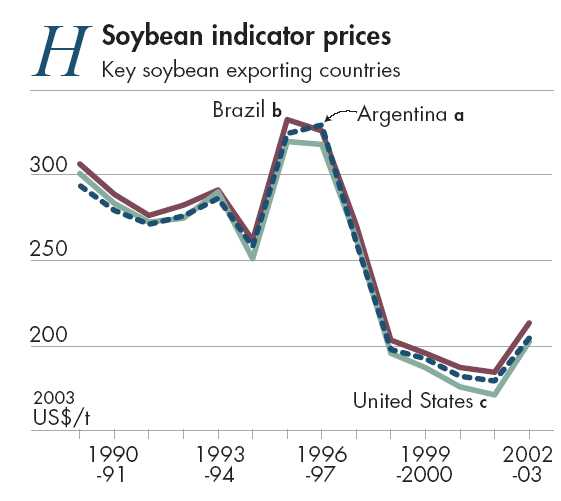 H Soybean indicator prices
Key soybean exporting countries
Brazil b
Argentina a
300
250
200
2003
US$/t
United States c
1990 1993 1996 1999 2002
-91 -94 -97 -2000 -03